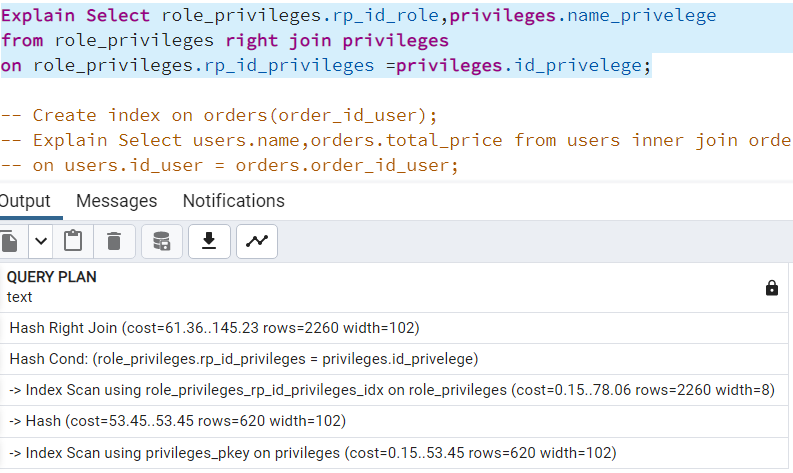 Explain Select role_privileges.rp_id_role,privileges.name_privelege
from role_privileges right join privileges
on role_privileges.rp_id_privileges =privileges.id_privelege;
-- Create index on orders(order_id_user);
-- Explain Select users.name,orders.total_price from users inner join orde
-- on users.id_user = orders.order_id_user;
Output Messages Notifications
QUERY PLAN
text
Hash Right Join (cost=61.36..145.23 rows=2260 width=102)
Hash Cond: (role_privileges.rp_id_privileges = privileges.id_privelege)
-> Index Scan using role_privileges_rp_id_privileges_idx on role_privileges (cost=0.15..78.06 rows=2260 width=8)
-> Hash (cost=53.45..53.45 rows=620 width=102)
-> Index Scan using privileges_pkey on privileges (cost=0.15..53.45 rows=620 width=102)